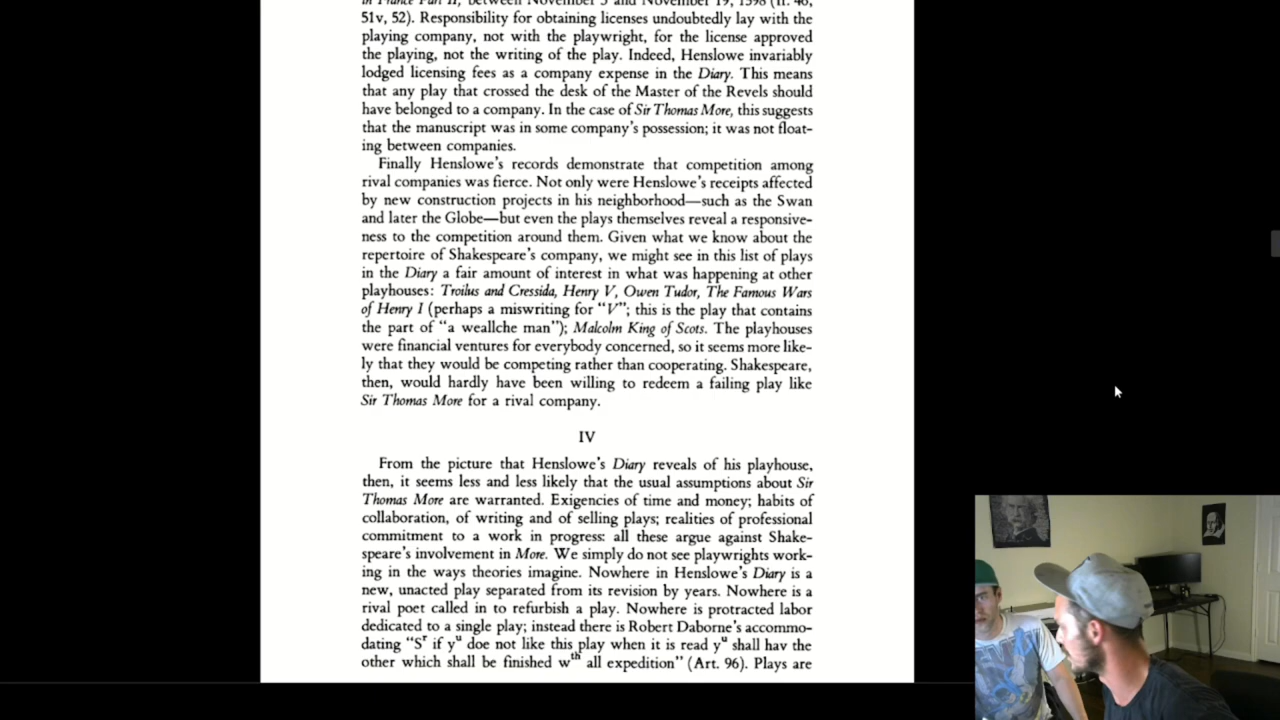 in France Part II, between November 3 and November 19, 1598 (ff. 46,
51v, 52). Responsibility for obtaining licenses undoubtedly lay with the
playing company, not with the playwright, for the license approved
the playing, not the writing of the play. Indeed, Henslowe invariably
lodged licensing fees as a company expense in the Diary. This means
that any play that crossed the desk of the Master of the Revels should
have belonged to a company. In the case of Sir Thomas More, this suggests
that the manuscript was in some company's possession; it was not float-
ing between companies.
Finally Henslowe's records demonstrate that competition among
rival companies was fierce. Not only were Henslowe's receipts affected
by new construction projects in his neighborhood—such as the Swan
and later the Globe—but even the plays themselves reveal a responsive-
ness to the competition around them. Given what we know about the
repertoire of Shakespeare's company, we might see in this list of plays
in the Diary a fair amount of interest in what was happening at other
playhouses: Troilus and Cressida, Henry V, Owen Tudor, The Famous Wars
of Henry I (perhaps a miswriting for "V"; this is the play that contains
the part of "a weallche man"); Malcolm King of Scots. The playhouses
were financial ventures for everybody concerned, so it seems more like-
ly that they would be competing rather than cooperating. Shakespeare,
then, would hardly have been willing to redeem a failing play like
Sir Thomas More for a rival company.
IV
From the picture that Henslowe's Diary reveals of his playhouse,
then, it seems less and less likely that the usual assumptions about Sir
Thomas More are warranted. Exigencies of time and money; habits of
collaboration, of writing and of selling plays; realities of professional
commitment to a work in progress: all these argue against Shake-
speare's involvement in More. We simply do not see playwrights work-
ing in the ways theories imagine. Nowhere in Henslowe's Diary is a
new, unacted play separated from its revision by years. Nowhere is a
rival poet called in to refurbish a play. Nowhere is protracted labor
dedicated to a single play; instead there is Robert Daborne's accommo-
dating "Sʳ if yᵘ doe not like this play when it is read yᵘ shall hav the
other which shall be finished wᵗʰ all expedition" (Art. 96). Plays are